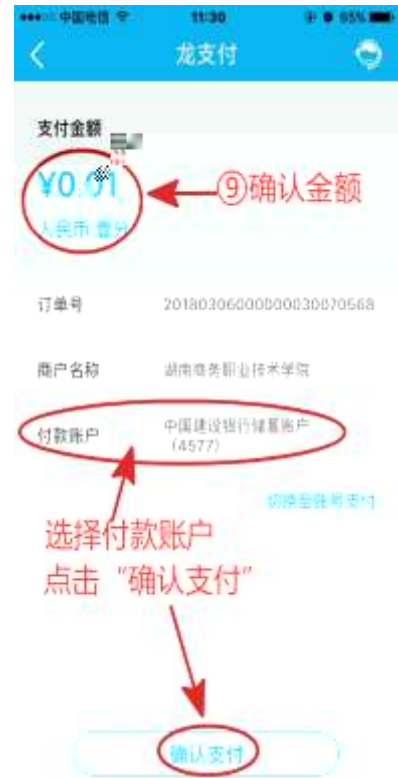 中国电信 11:30 65%
龙支付
支付金额
¥0.01
⑨确认金额
人民币 壹分
订单号 20180306000000030070568
商户名称 湖南商务职业技术学院
付款账户 中国建设银行储蓄账户
(4577)
切换至账号支付
选择付款账户
点击“确认支付”
确认支付